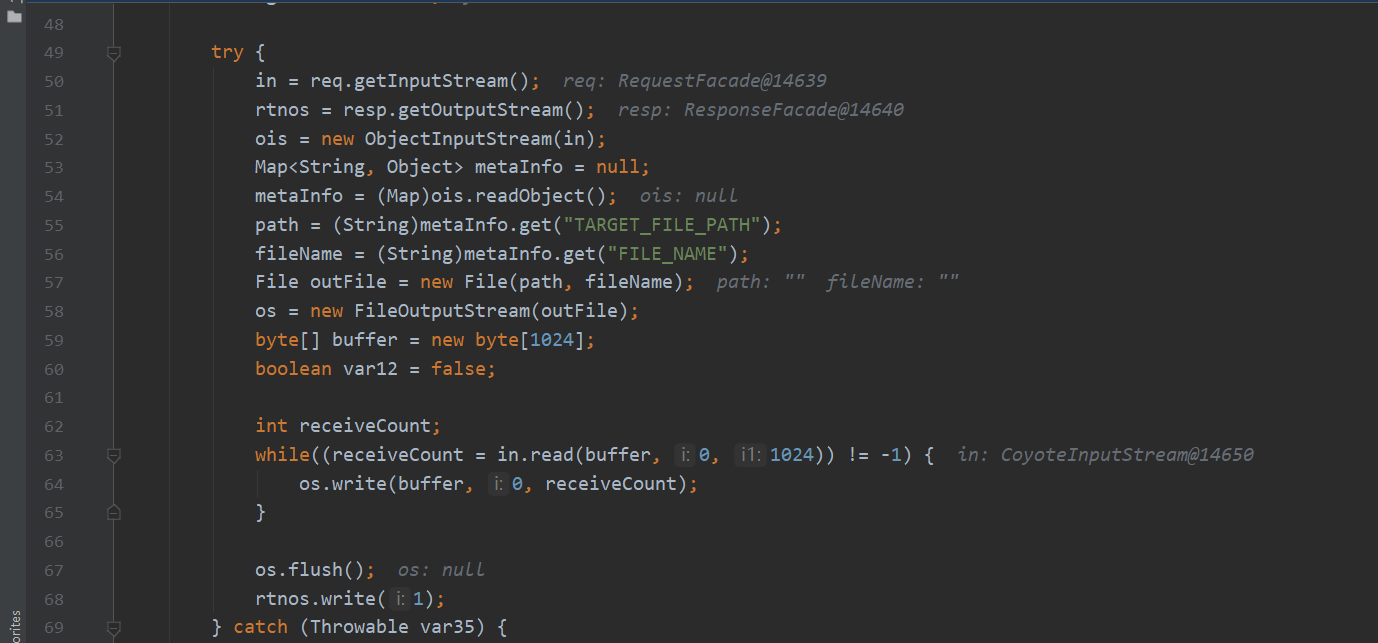 48
49 try {
50 in = req.getInputStream(); req: RequestFacade@14639
51 rtnos = resp.getOutputStream(); resp: ResponseFacade@14640
52 ois = new ObjectInputStream(in);
53 Map<String, Object> metaInfo = null;
54 metaInfo = (Map)ois.readObject(); ois: null
55 path = (String)metaInfo.get("TARGET_FILE_PATH");
56 fileName = (String)metaInfo.get("FILE_NAME");
57 File outFile = new File(path, fileName); path: "" fileName: ""
58 os = new FileOutputStream(outFile);
59 byte[] buffer = new byte[1024];
60 boolean var12 = false;
61
62 int receiveCount;
63 while((receiveCount = in.read(buffer, i: 0, i1: 1024)) != -1) { in: CoyoteInputStream@14650
64 os.write(buffer, i: 0, receiveCount);
65 }
66
67 os.flush(); os: null
68 rtnos.write( i: 1);
69 } catch (Throwable var35) {
orites